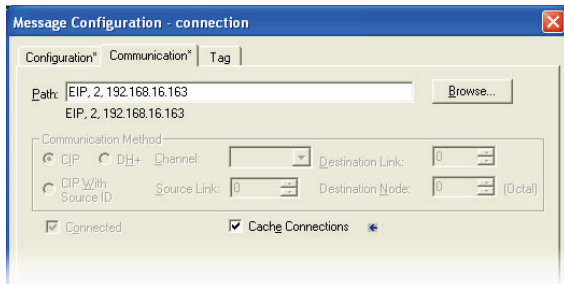 Message Configuration - connection
Configuration* Communication* Tag
Path: EIP, 2, 192.168.16.163 Browse...
EIP, 2, 192.168.16.163
Communication Method
CIP DH+ Channel: Destination Link: 0
CIP With Source ID Source Link: 0 Destination Node: 0 (Octal)
Connected Cache Connections